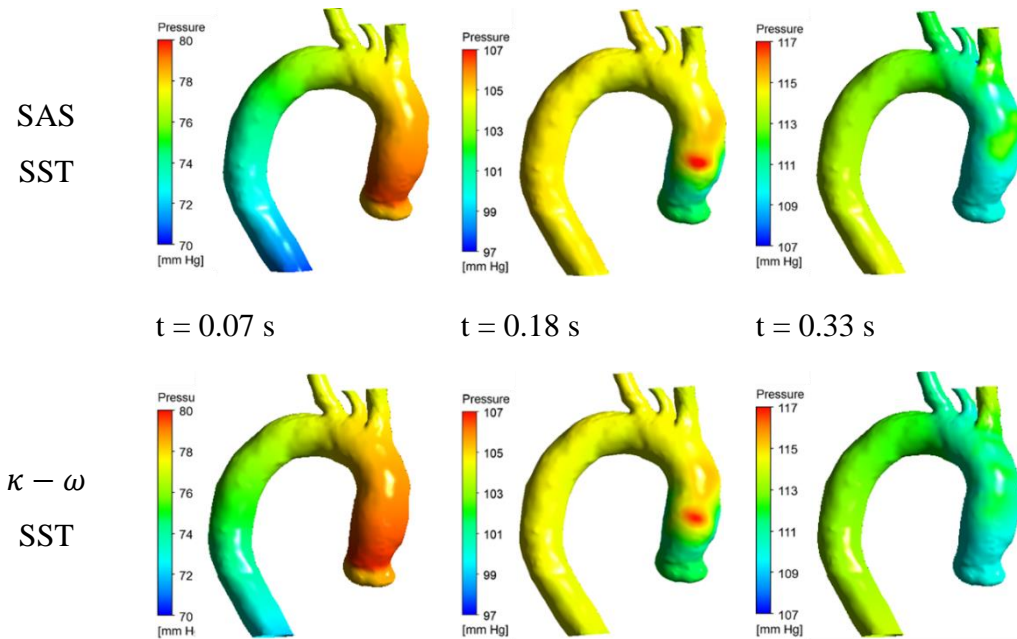 Pressure
80
78
76
74
72
70
[mm Hg]
Pressure
107
105
103
101
99
97
[mm Hg]
Pressure
117
115
113
111
109
107
[mm Hg]
SAS
SST
t = 0.07 s
t = 0.18 s
t = 0.33 s
Pressu
80
78
76
74
72
70
[mm H
Pressure
107
105
103
101
99
97
[mm Hg]
Pressure
117
115
113
111
109
107
[mm Hg]
κ − ω
SST